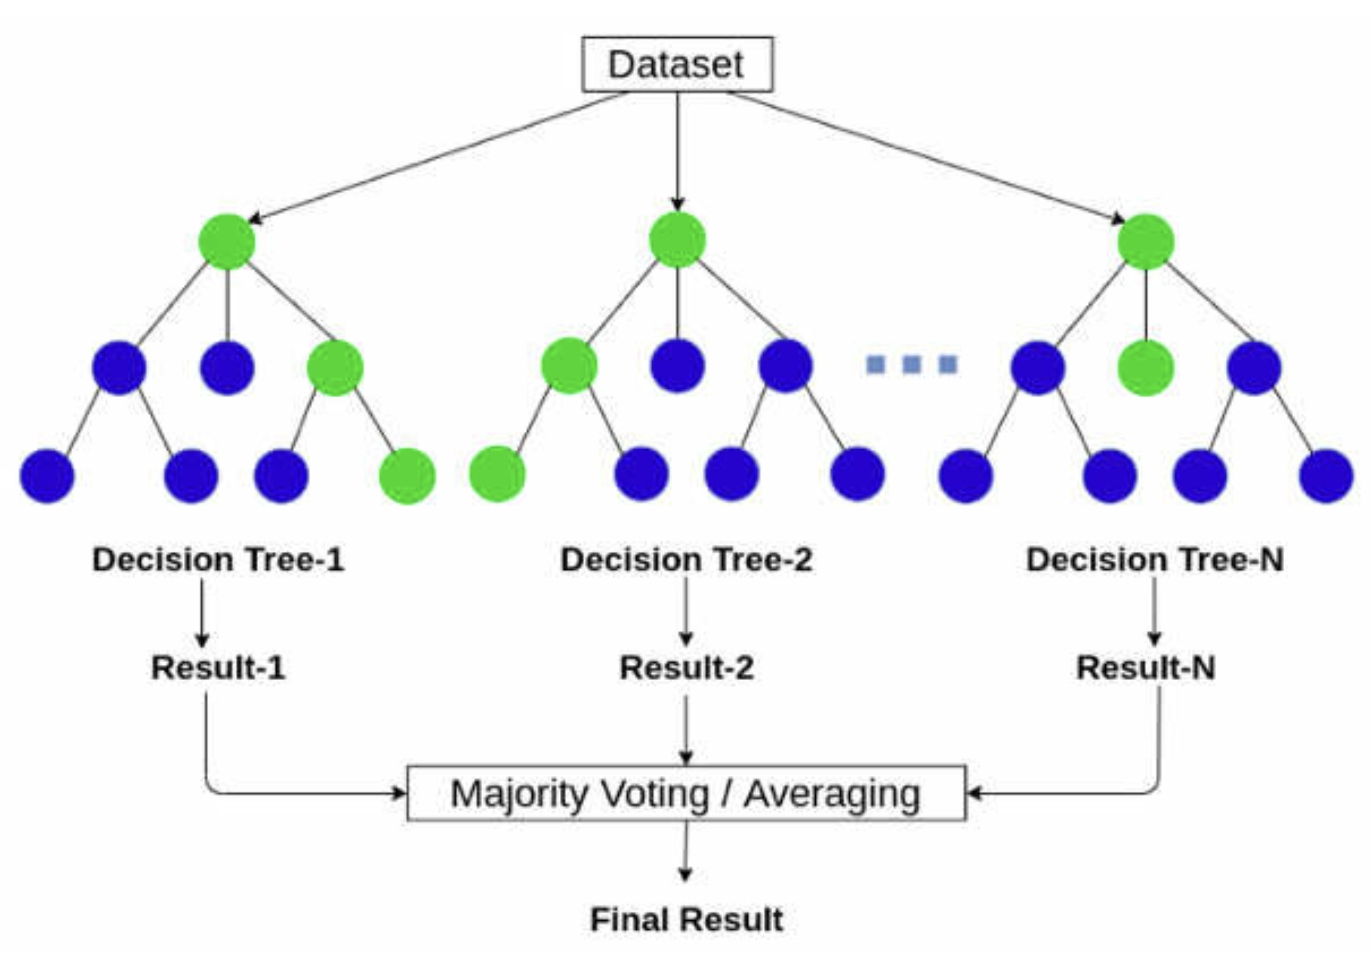 Dataset
Decision Tree-1
Decision Tree-2
Decision Tree-N
Result-1
Result-2
Result-N
Majority Voting / Averaging
Final Result